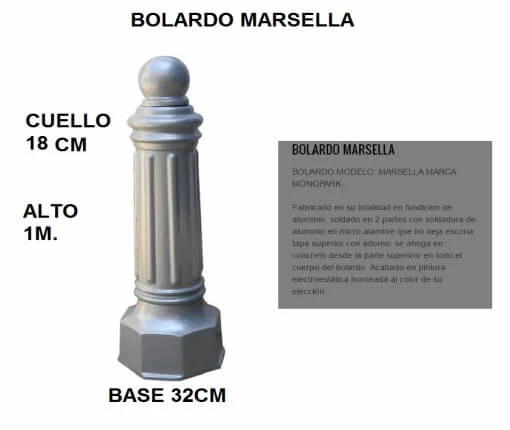 BOLARDO MARSELLA
CUELLO
18 CM
ALTO
1M.
BASE 32CM
BOLARDO MARSELLA
BOLARDO MODELO: MARSELLA MARCA
MONOPARK.
Fabricado en su totalidad en fundicion de
aluminio, soldado en 2 partes con soldadura de
aluminio en micro alambre que no deja escoria
tapa superior con adorno, se ahoga en
concreto desde la parte superior en todo el
cuerpo del bolardo. Acabado en pintura
electroestática horneada al color de su
elección.